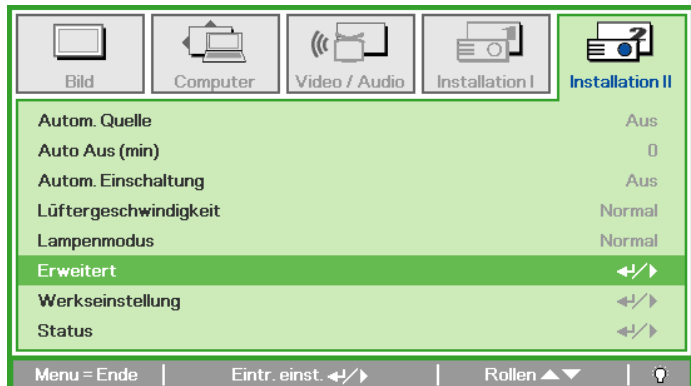 Bild
Computer
Video / Audio
Installation I
2
Installation II
Autom. Quelle Aus
Auto Aus (min) 0
Autom. Einschaltung Aus
Lüftergeschwindigkeit Normal
Lampenmodus Normal
Erweitert
Werkseinstellung
Status
Menu = Ende Eintr. einst. Rollen